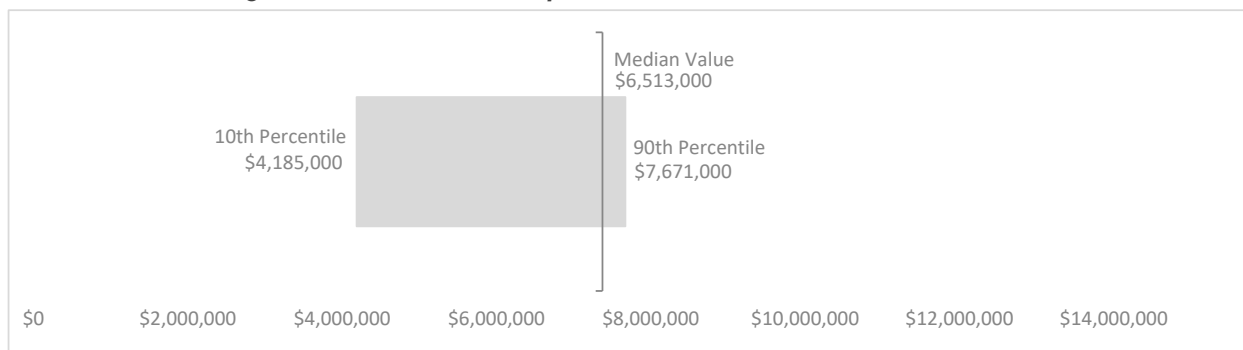 Median Value
$6,513,000
10th Percentile
$4,185,000
90th Percentile
$7,671,000
$0 $2,000,000 $4,000,000 $6,000,000 $8,000,000 $10,000,000 $12,000,000 $14,000,000